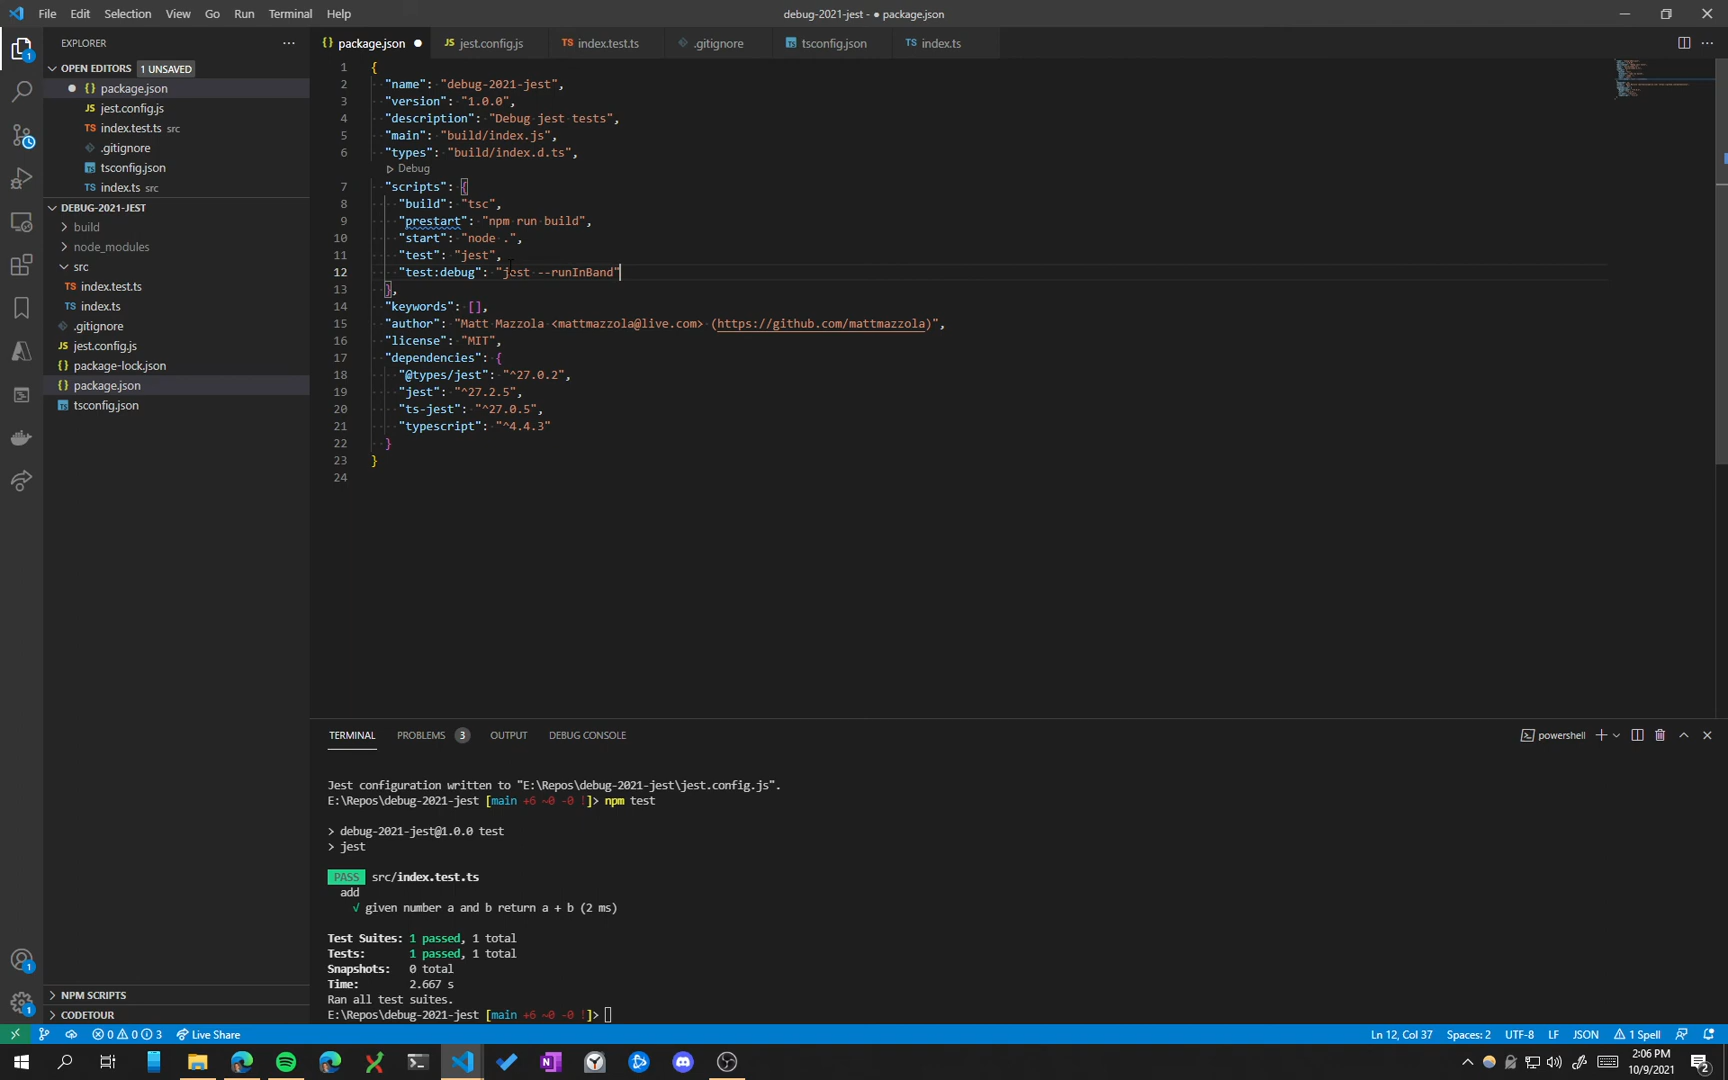 File Edit Selection View Go Run Terminal Help
debug-2021-jest - ● package.json
EXPLORER
OPEN EDITORS 1 UNSAVED
{} package.json
JS jest.config.js
TS index.test.ts src
.gitignore
TS tsconfig.json
TS index.ts src
DEBUG-2021-JEST
build
node_modules
src
TS index.test.ts
TS index.ts
.gitignore
JS jest.config.js
{} package-lock.json
{} package.json
TS tsconfig.json
NPM SCRIPTS
CODETOUR
{} package.json ● JS jest.config.js TS index.test.ts .gitignore TS tsconfig.json TS index.ts
1 {
2 "name": "debug-2021-jest",
3 "version": "1.0.0",
4 "description": "Debug jest tests",
5 "main": "build/index.js",
6 "types": "build/index.d.ts",
Debug
7 "scripts": {
8 "build": "tsc",
9 "prestart": "npm run build",
10 "start": "node .",
11 "test": "jest",
12 "test:debug": "jest --runInBand"
13 },
14 "keywords": [],
15 "author": "Matt Mazzola <mattmazzola@live.com> (https://github.com/mattmazzola)",
16 "license": "MIT",
17 "dependencies": {
18 "@types/jest": "^27.0.2",
19 "jest": "^27.2.5",
20 "ts-jest": "^27.0.5",
21 "typescript": "^4.4.3"
22 }
23 }
24
TERMINAL PROBLEMS 3 OUTPUT DEBUG CONSOLE
powershell
Jest configuration written to "E:\Repos\debug-2021-jest\jest.config.js".
E:\Repos\debug-2021-jest [main +6 ~0 -0 !]> npm test
> debug-2021-jest@1.0.0 test
> jest
PASS src/index.test.ts
add
√ given number a and b return a + b (2 ms)
Test Suites: 1 passed, 1 total
Tests: 1 passed, 1 total
Snapshots: 0 total
Time: 2.667 s
Ran all test suites.
E:\Repos\debug-2021-jest [main +6 ~0 -0 !]>
0 0 3 Live Share
Ln 12, Col 37 Spaces: 2 UTF-8 LF JSON 1 Spell
2:06 PM
10/9/2021